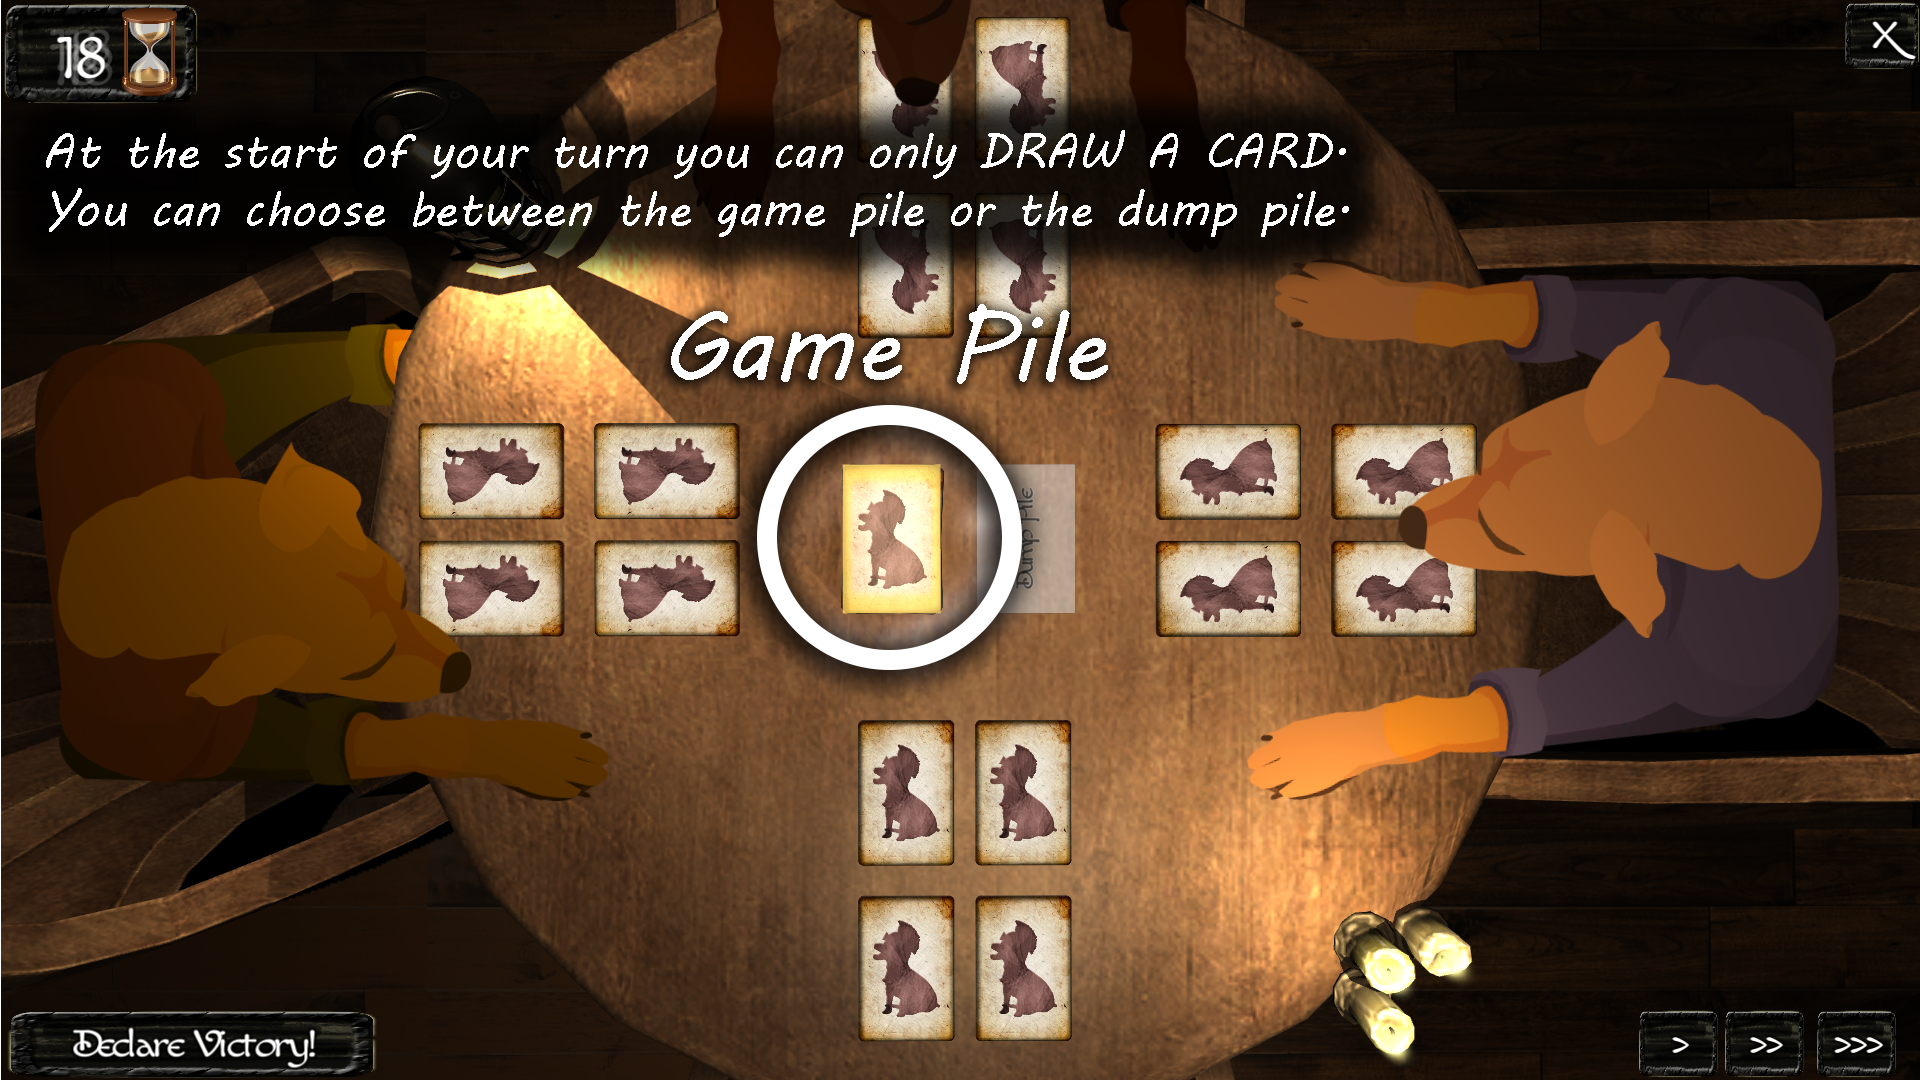 18
X
At the start of your turn you can only DRAW A CARD.
You can choose between the game pile or the dump pile.
Game Pile
Dump Pile
Declare Victory!
>
>>
>>>